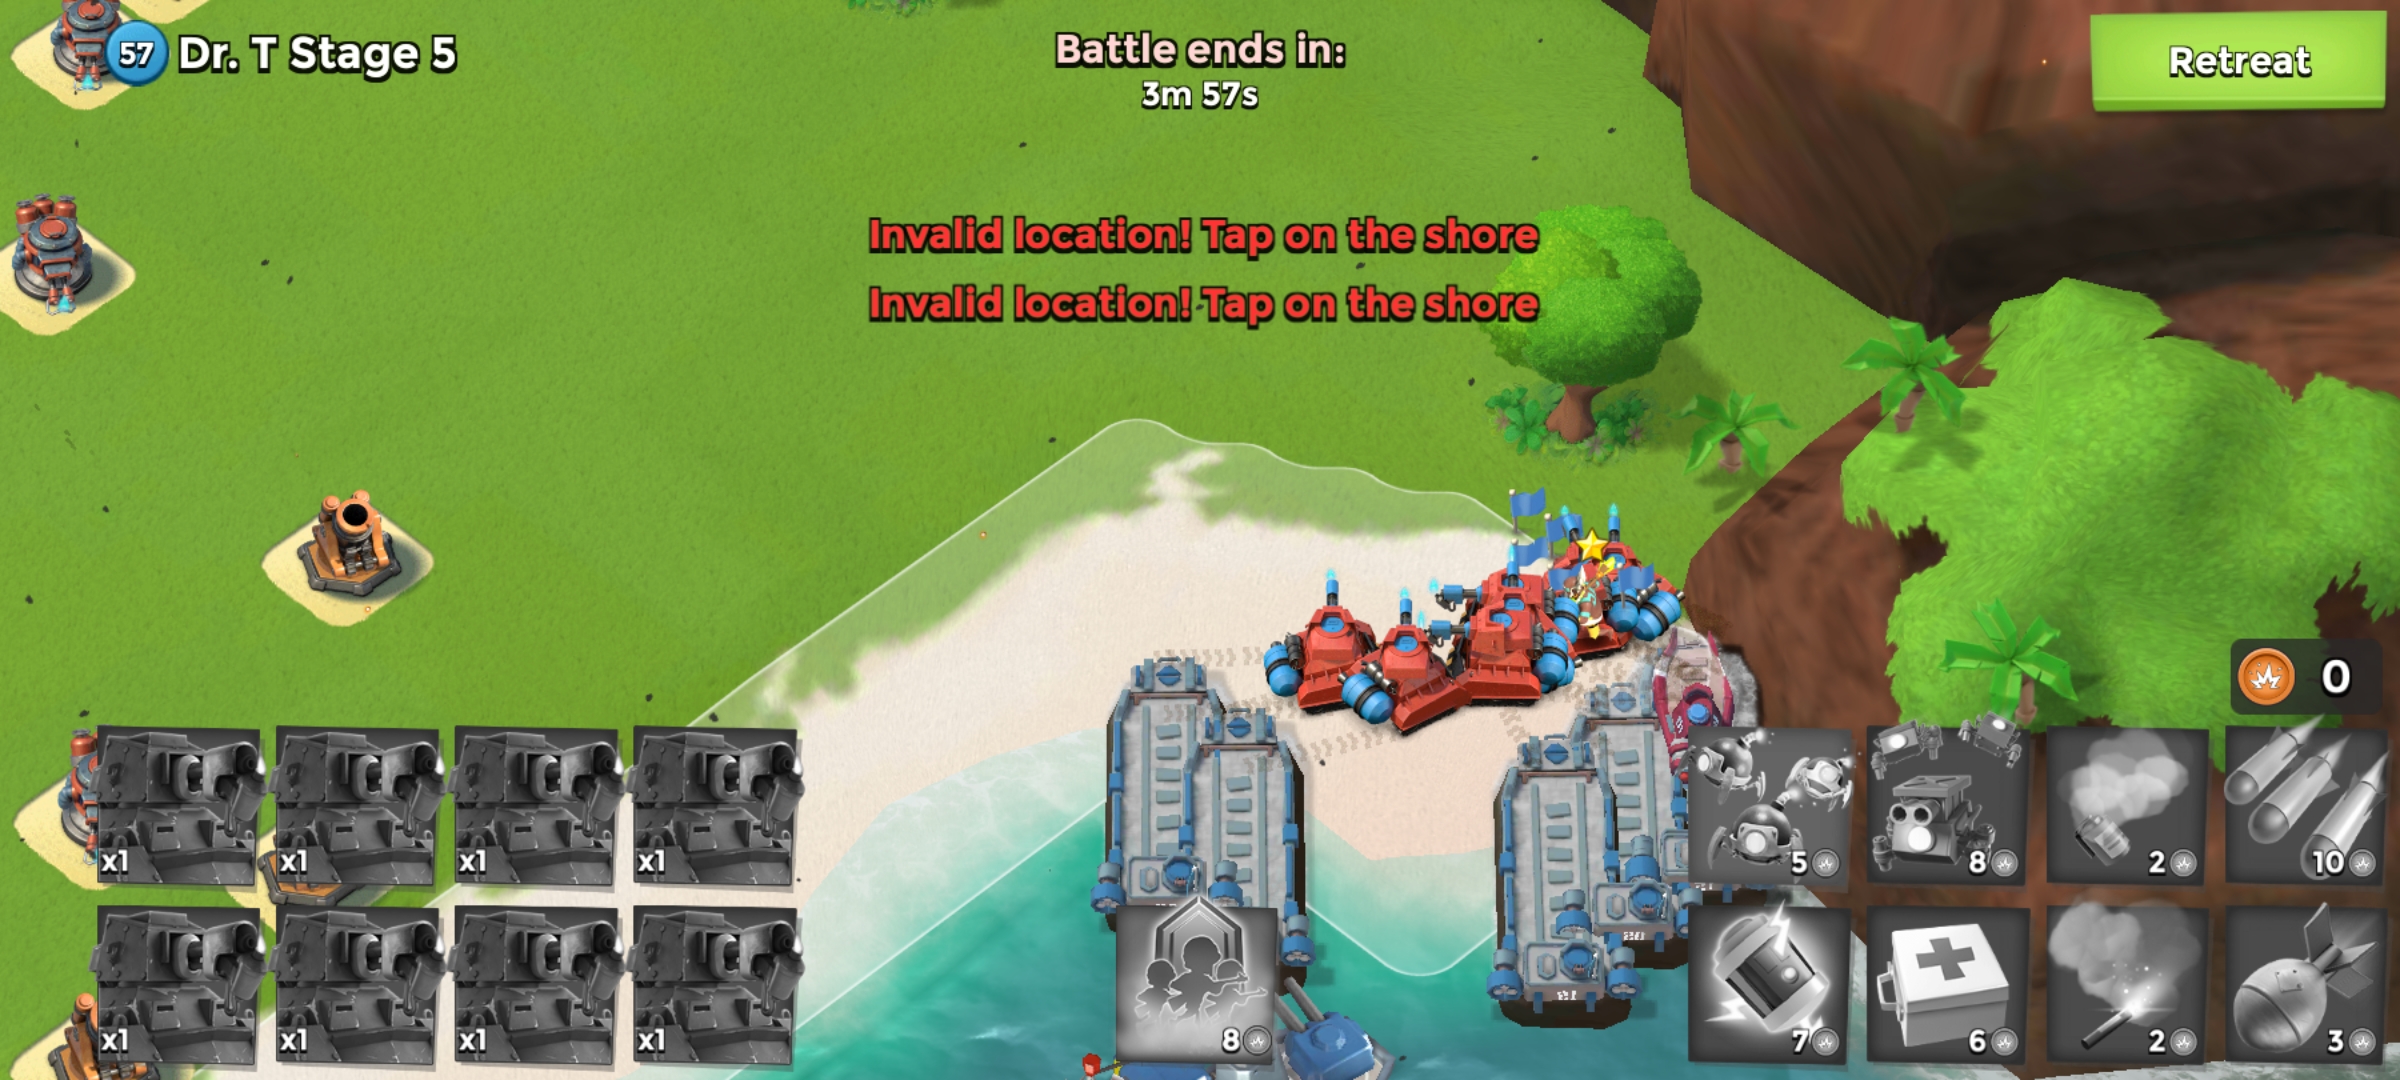 57 Dr. T Stage 5
Battle ends in:
3m 57s
Retreat
Invalid location! Tap on the shore
Invalid location! Tap on the shore
0
x1 x1 x1 x1
5 8 2 10
x1 x1 x1 x1
8
7 6 2 3